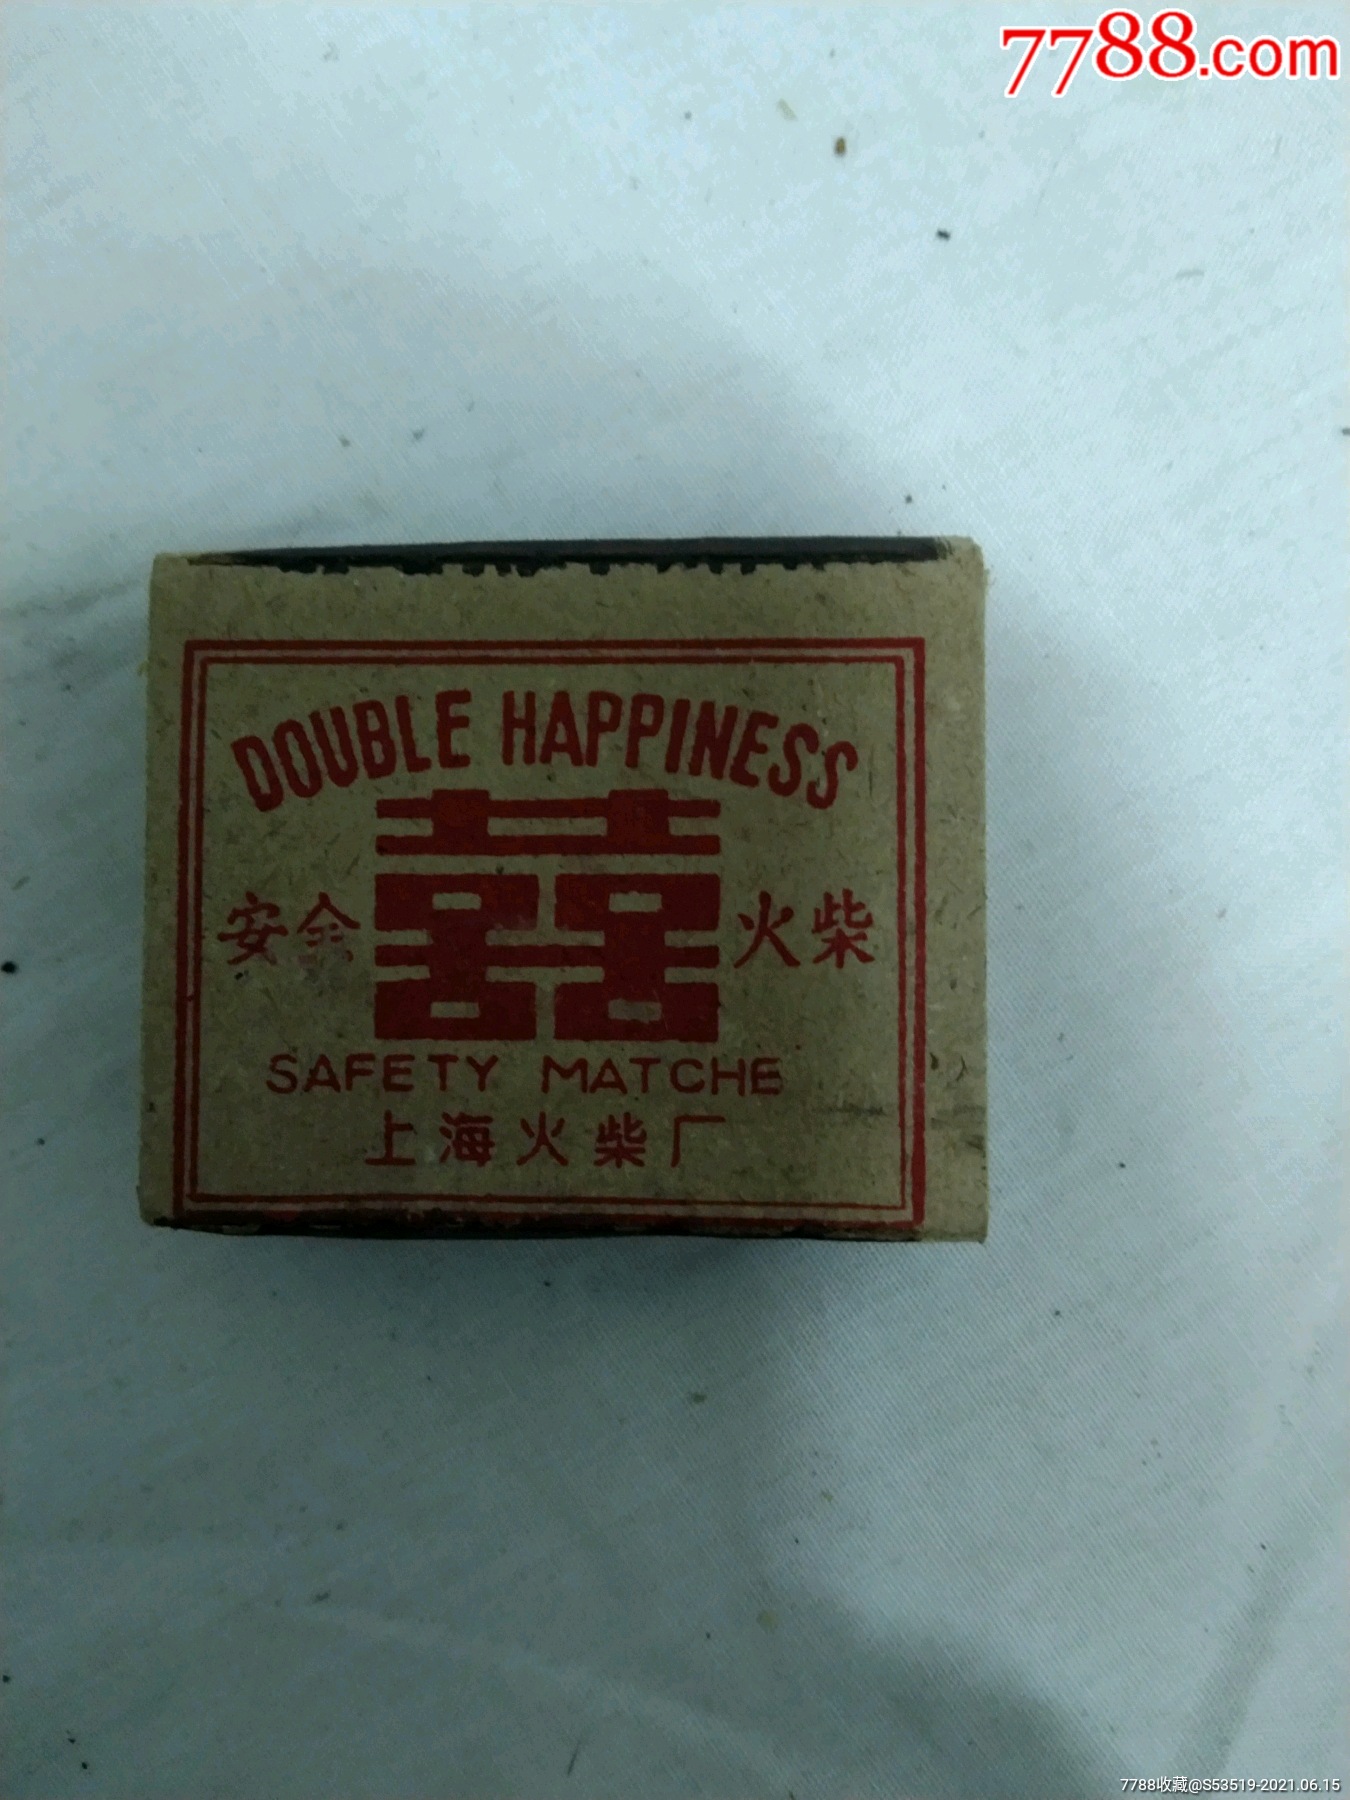 7788.com
DOUBLE HAPPINESS
囍
安全 火柴
SAFETY MATCHE
上海火柴厂
7788收藏@S53519-2021.06.15